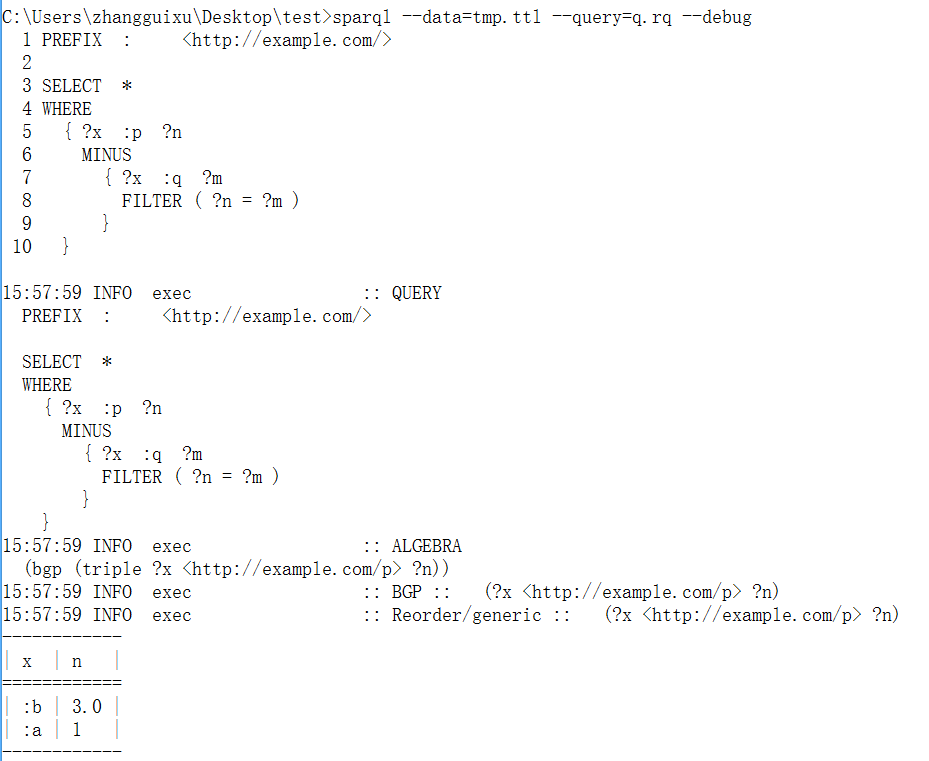 C:\Users\zhangguixu\Desktop\test>sparql --data=tmp.ttl --query=q.rq --debug
  1 PREFIX  :     <http://example.com/>
  2
  3 SELECT  *
  4 WHERE
  5   { ?x  :p  ?n
  6     MINUS
  7       { ?x  :q  ?m
  8         FILTER ( ?n = ?m )
  9       }
 10   }
15:57:59 INFO  exec                 :: QUERY
  PREFIX  :     <http://example.com/>
  SELECT  *
  WHERE
    { ?x  :p  ?n
      MINUS
        { ?x  :q  ?m
          FILTER ( ?n = ?m )
        }
    }
15:57:59 INFO  exec                 :: ALGEBRA
  (bgp (triple ?x <http://example.com/p> ?n))
15:57:59 INFO  exec                 :: BGP ::   (?x <http://example.com/p> ?n)
15:57:59 INFO  exec                 :: Reorder/generic ::   (?x <http://example.com/p> ?n)
------------
| x  | n   |
============
| :b | 3.0 |
| :a | 1   |
------------